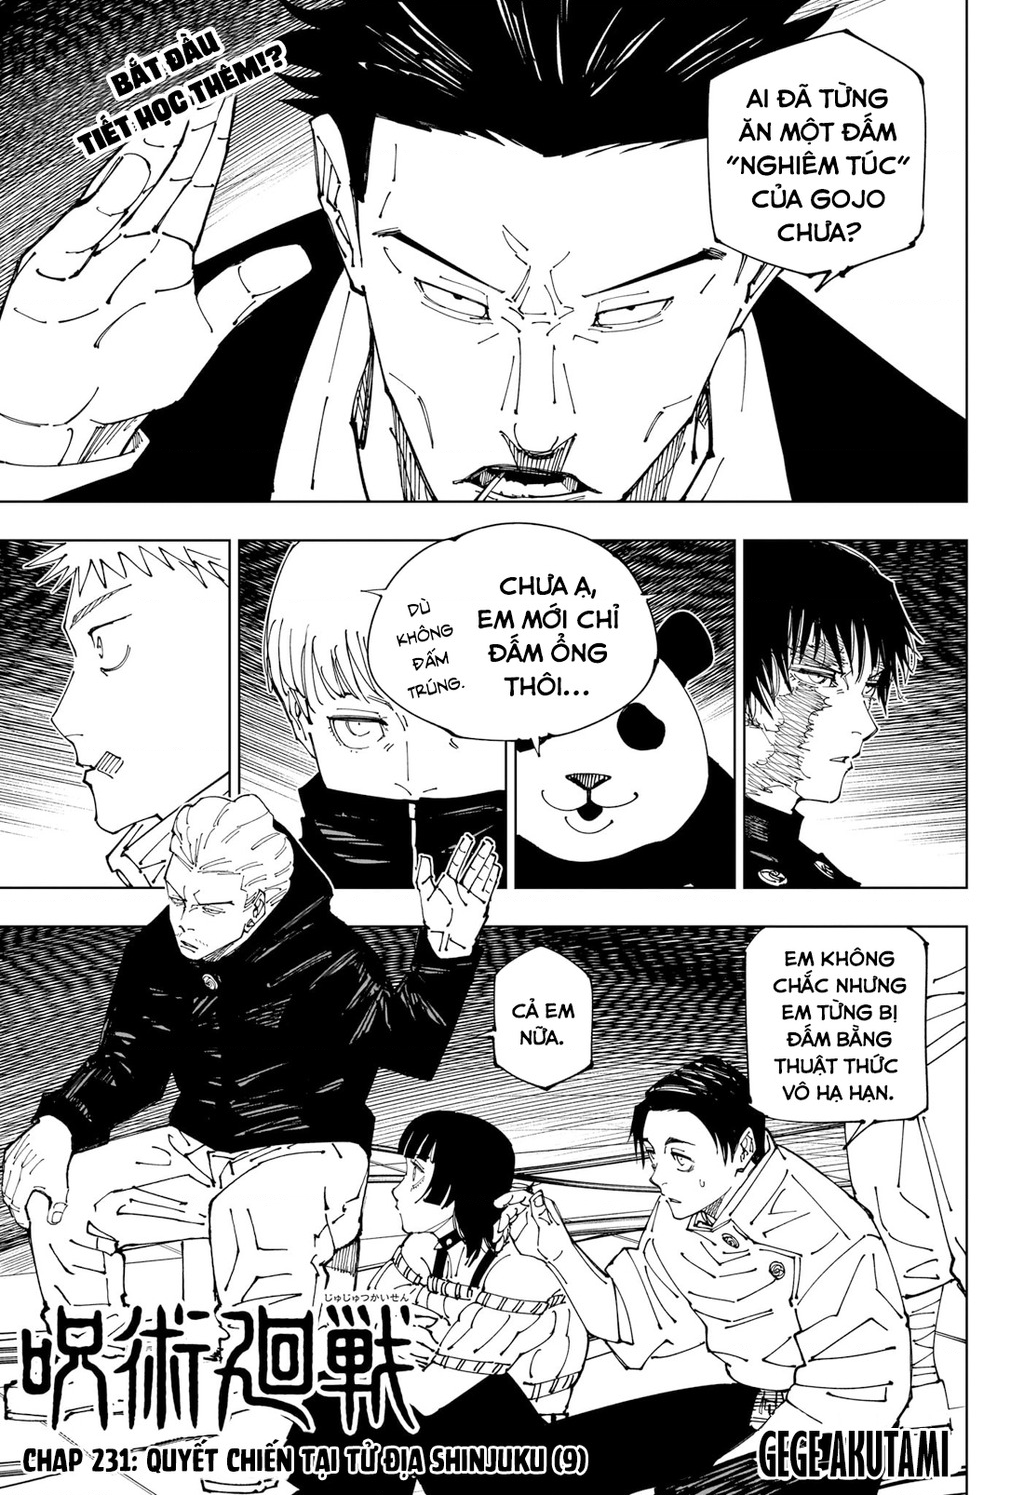 BẮT ĐẦU
TIẾT HỌC THÊM!?
AI ĐÃ TỪNG
ĂN MỘT ĐẤM
"NGHIÊM TÚC"
CỦA GOJO
CHƯA?
CHƯA Ạ,
EM MỚI CHỈ
ĐẤM ỔNG
THÔI...
DÙ
KHÔNG
ĐẤM
TRÚNG.
EM KHÔNG
CHẮC NHƯNG
EM TỪNG BỊ
ĐẤM BẰNG
THUẬT THỨC
VÔ HẠ HẠN.
CẢ EM
NỮA.
じゅじゅつかいせん
呪術廻戦
CHAP 231: QUYẾT CHIẾN TẠI TỬ ĐỊA SHINJUKU (9)
GEGE AKUTAMI